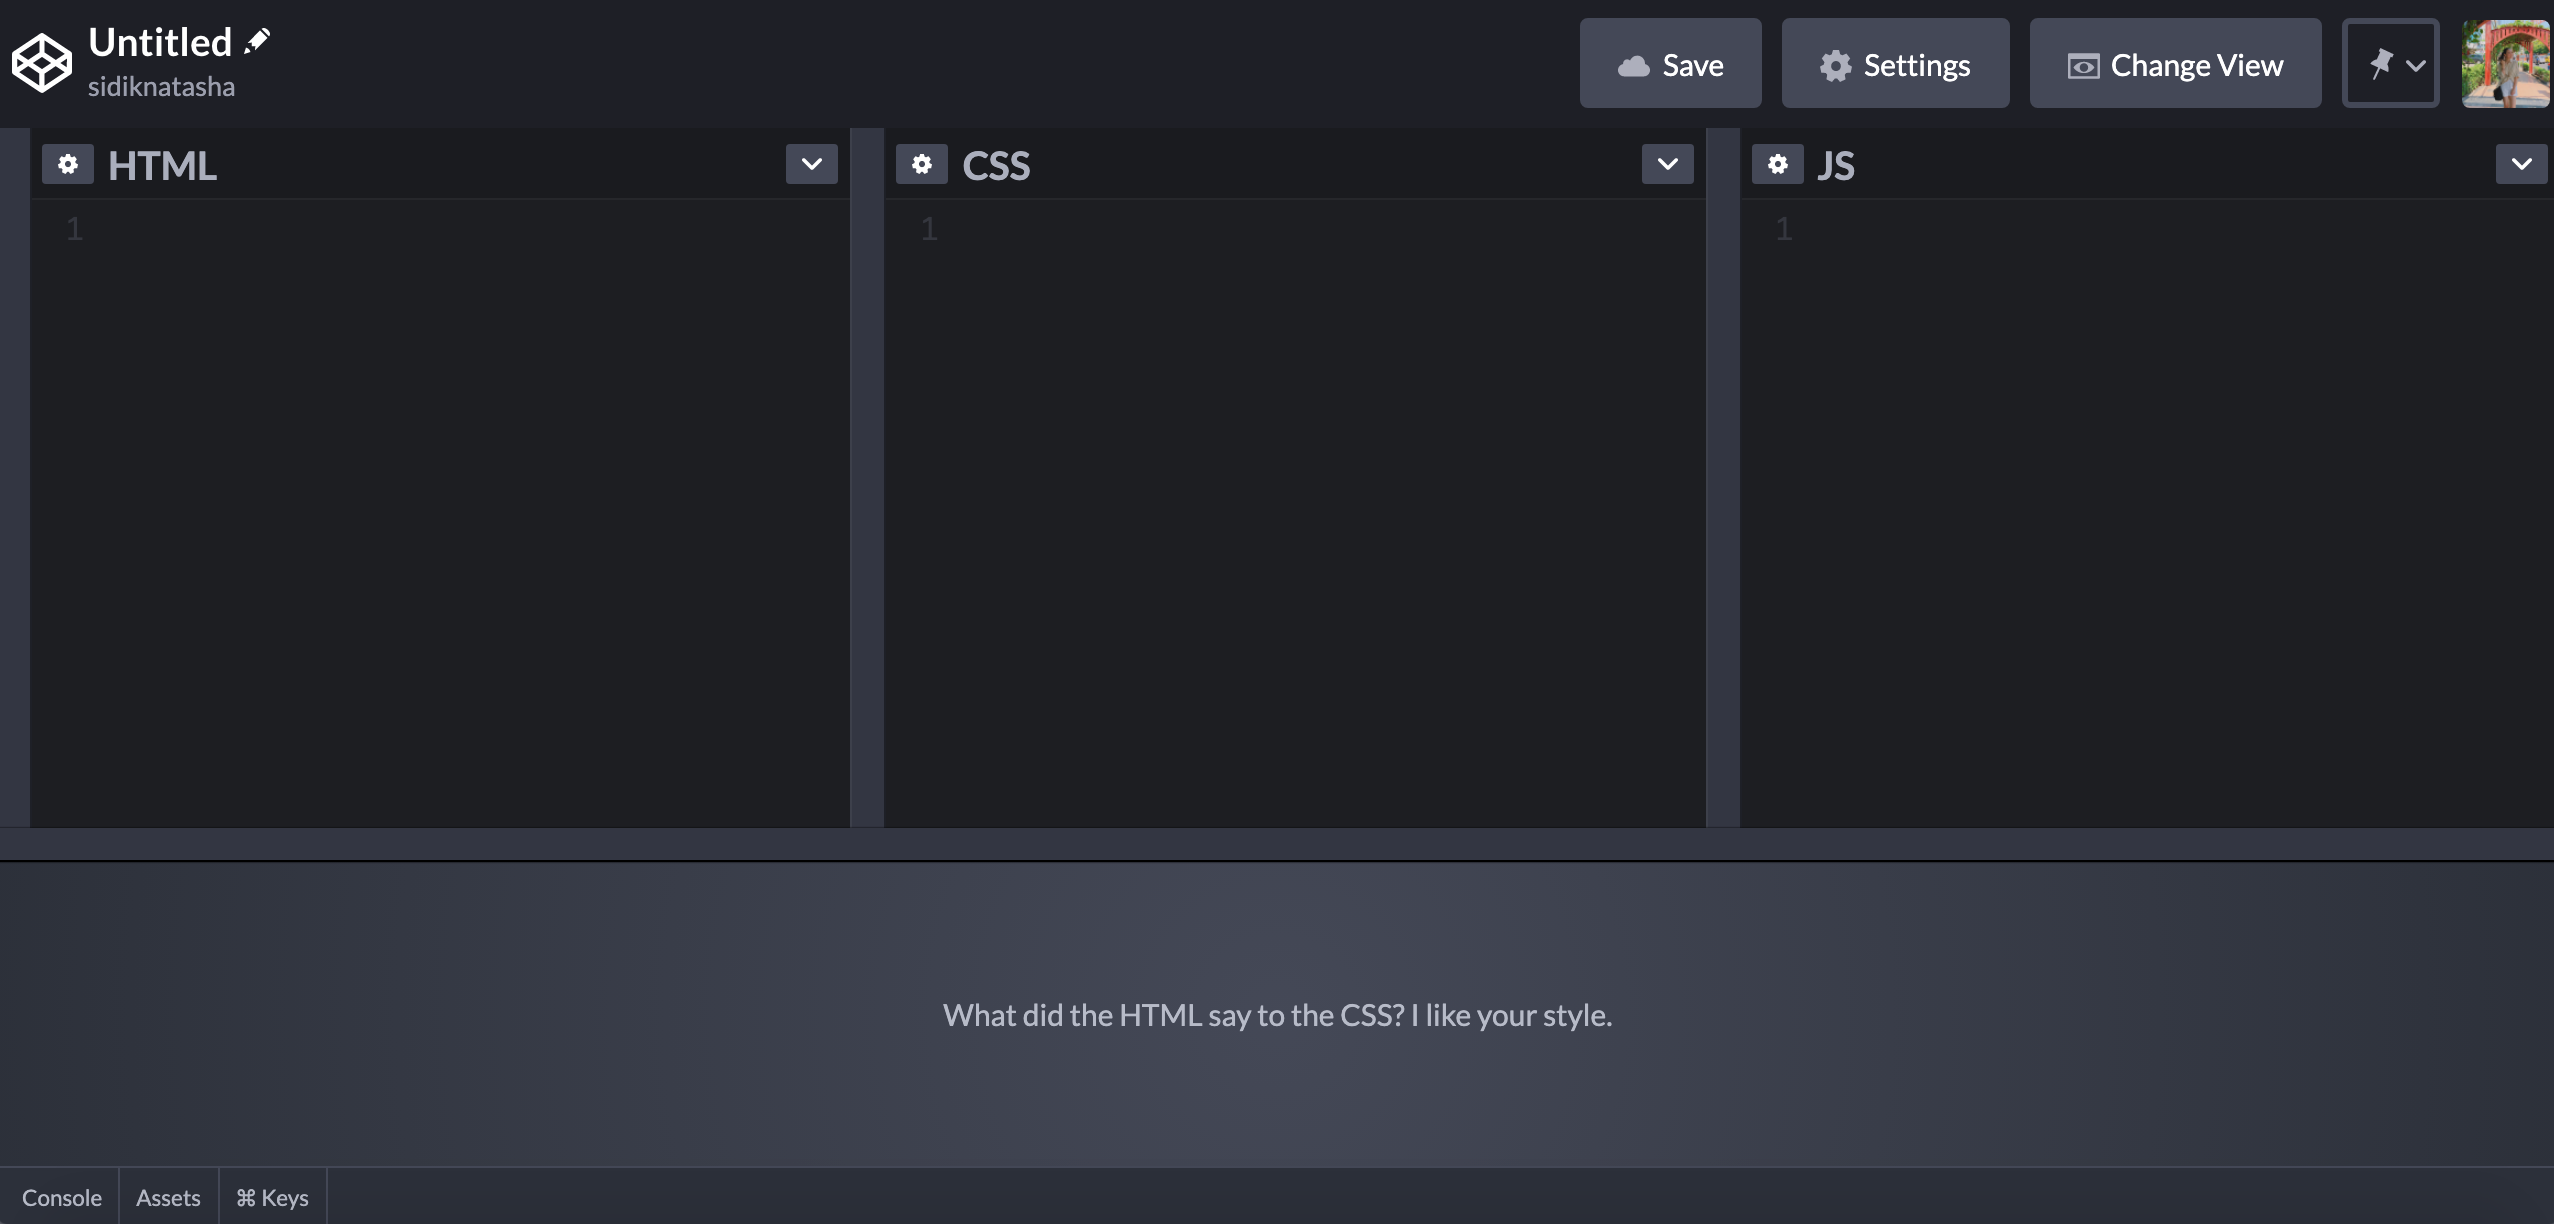 Untitled
sidiknatasha
Save
Settings
Change View
HTML
CSS
JS
1
1
1
What did the HTML say to the CSS? I like your style.
Console
Assets
⌘ Keys